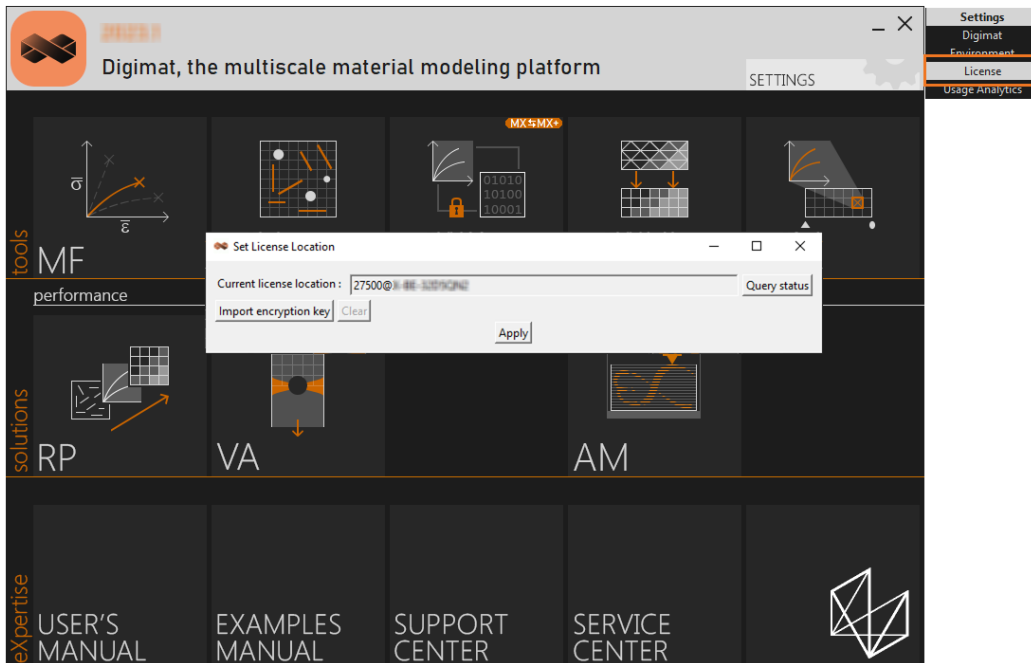 Digimat, the multiscale material modeling platform
SETTINGS
Settings
Digimat
Environment
License
Usage Analytics
tools
σ
ε
MF
MX⇆MX+
01010
10100
10001
Set License Location
Current license location :
27500@
Query status
Import encryption key
Clear
Apply
performance
solutions
RP
VA
AM
eXpertise
USER'S
MANUAL
EXAMPLES
MANUAL
SUPPORT
CENTER
SERVICE
CENTER